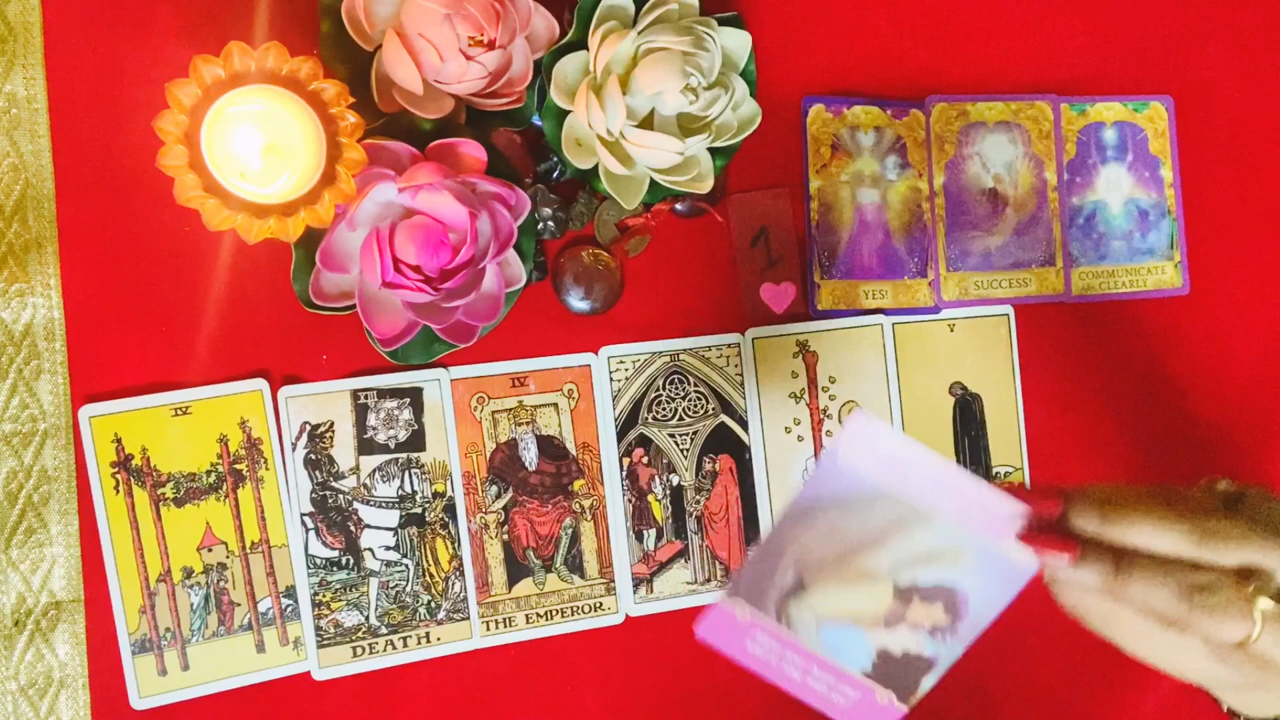 1
YES!
SUCCESS!
COMMUNICATE
CLEARLY
IV
XIII
DEATH.
IV
THE EMPEROR.
III
V